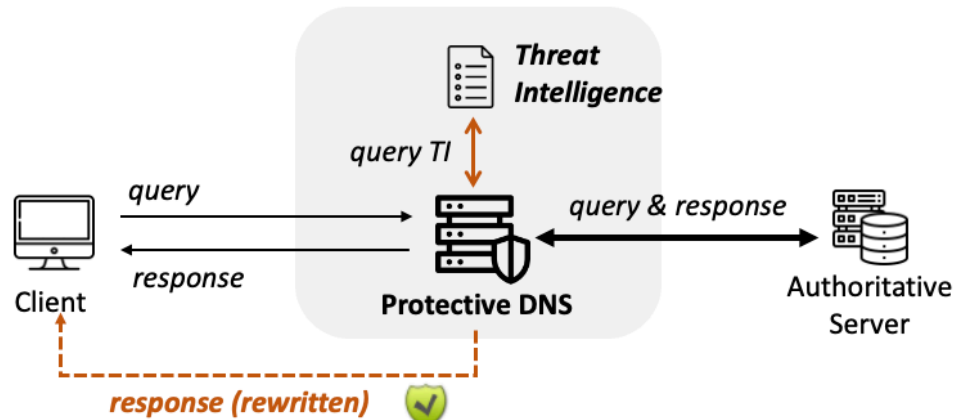 Threat
Intelligence
query TI
query
query & response
response
Client
Protective DNS
Authoritative
Server
response (rewritten)